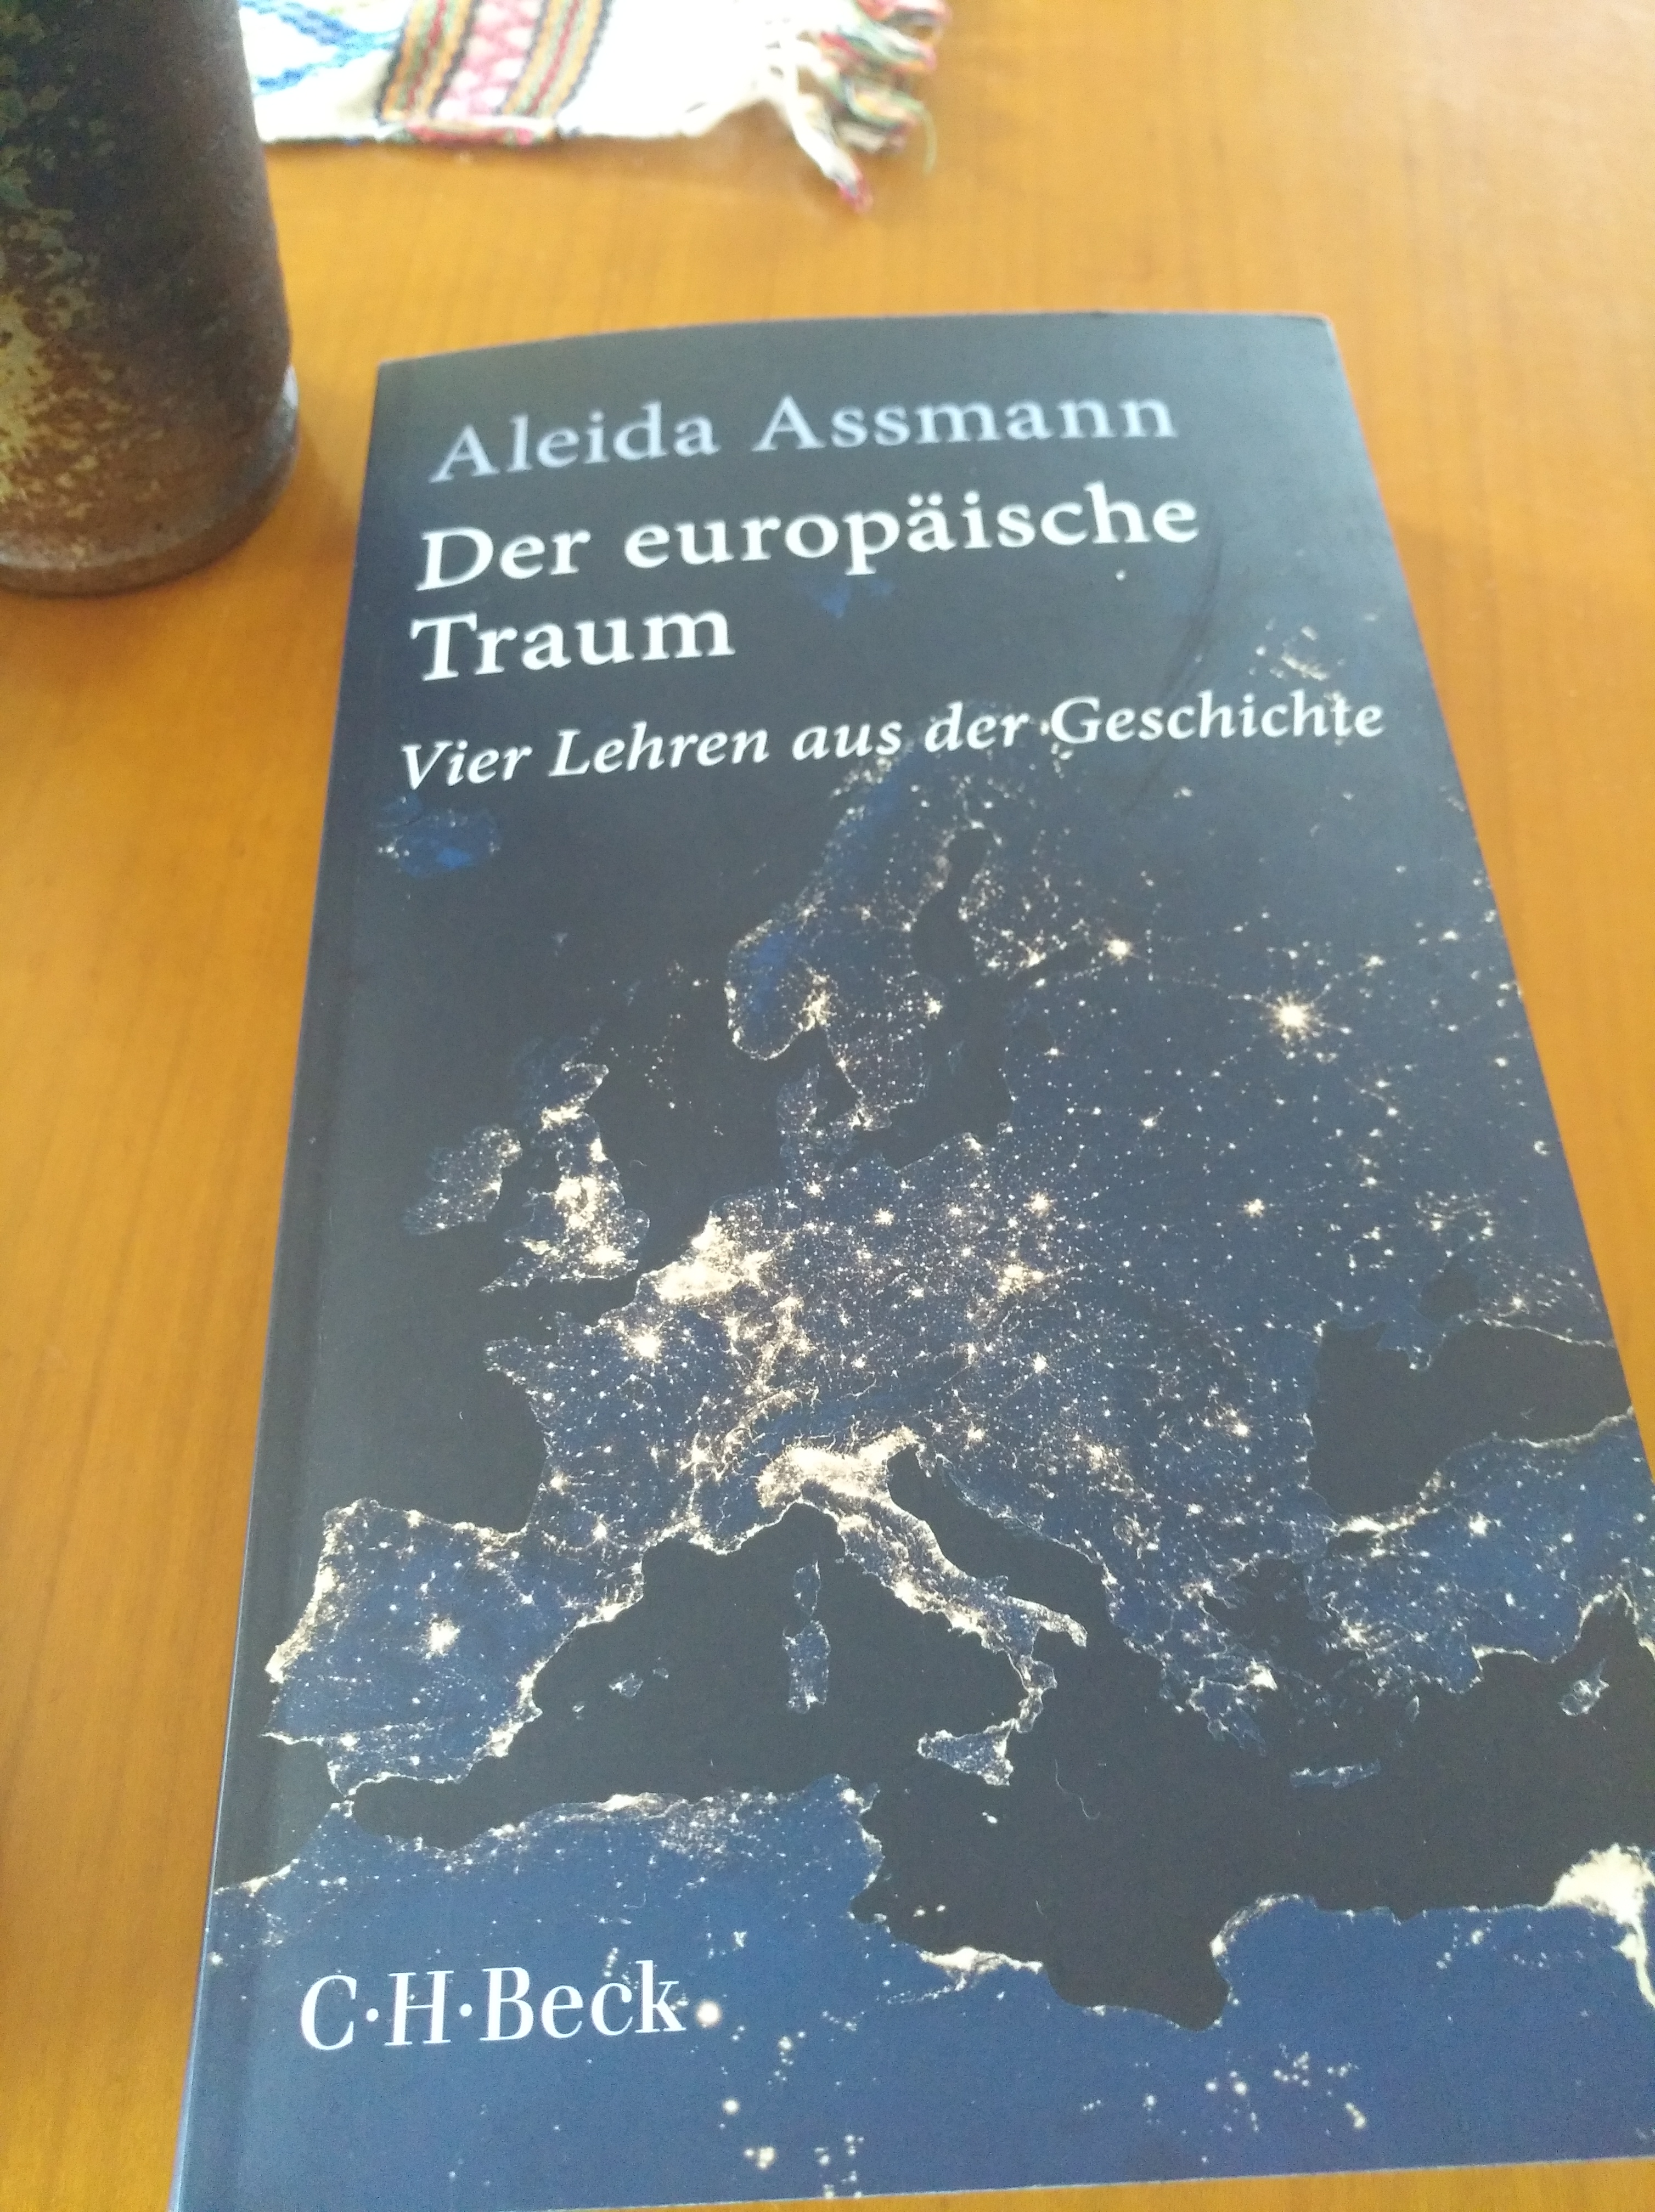 Aleida Assmann
Der europäische
Traum
Vier Lehren aus der Geschichte
C·H·Beck